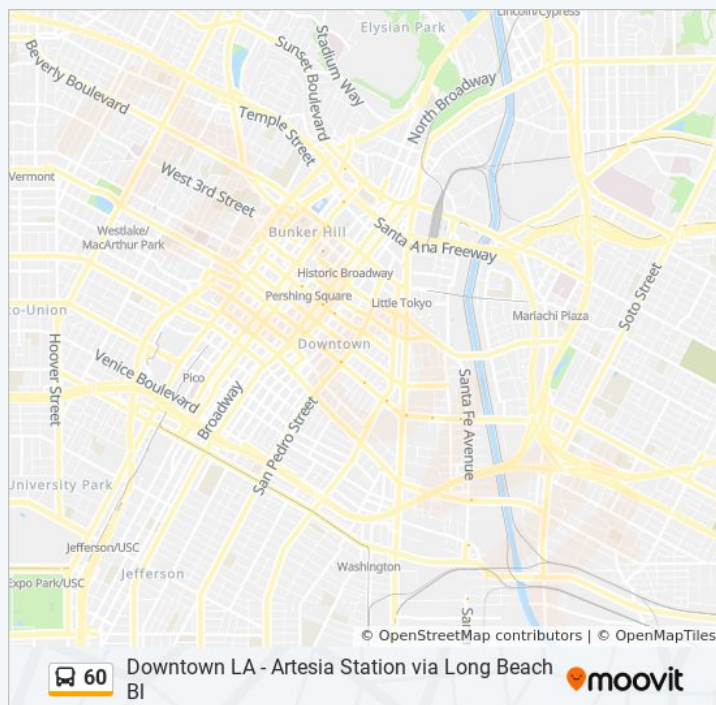 Lincoln/Cypress
Elysian Park
Stadium Way
Sunset Boulevard
Beverly Boulevard
North Broadway
Temple Street
Vermont
West 3rd Street
Westlake/
MacArthur Park
Bunker Hill
Santa Ana Freeway
Historic Broadway
Pershing Square
Little Tokyo
Soto Street
Mariachi Plaza
co-Union
Hoover Street
Downtown
Venice Boulevard
Pico
Broadway
Santa Fe Avenue
San Pedro Street
University Park
Jefferson/USC
Jefferson
Washington
Expo Park/USC
San
© OpenStreetMap contributors | © OpenMapTiles
60
Downtown LA - Artesia Station via Long Beach
Bl
moovit